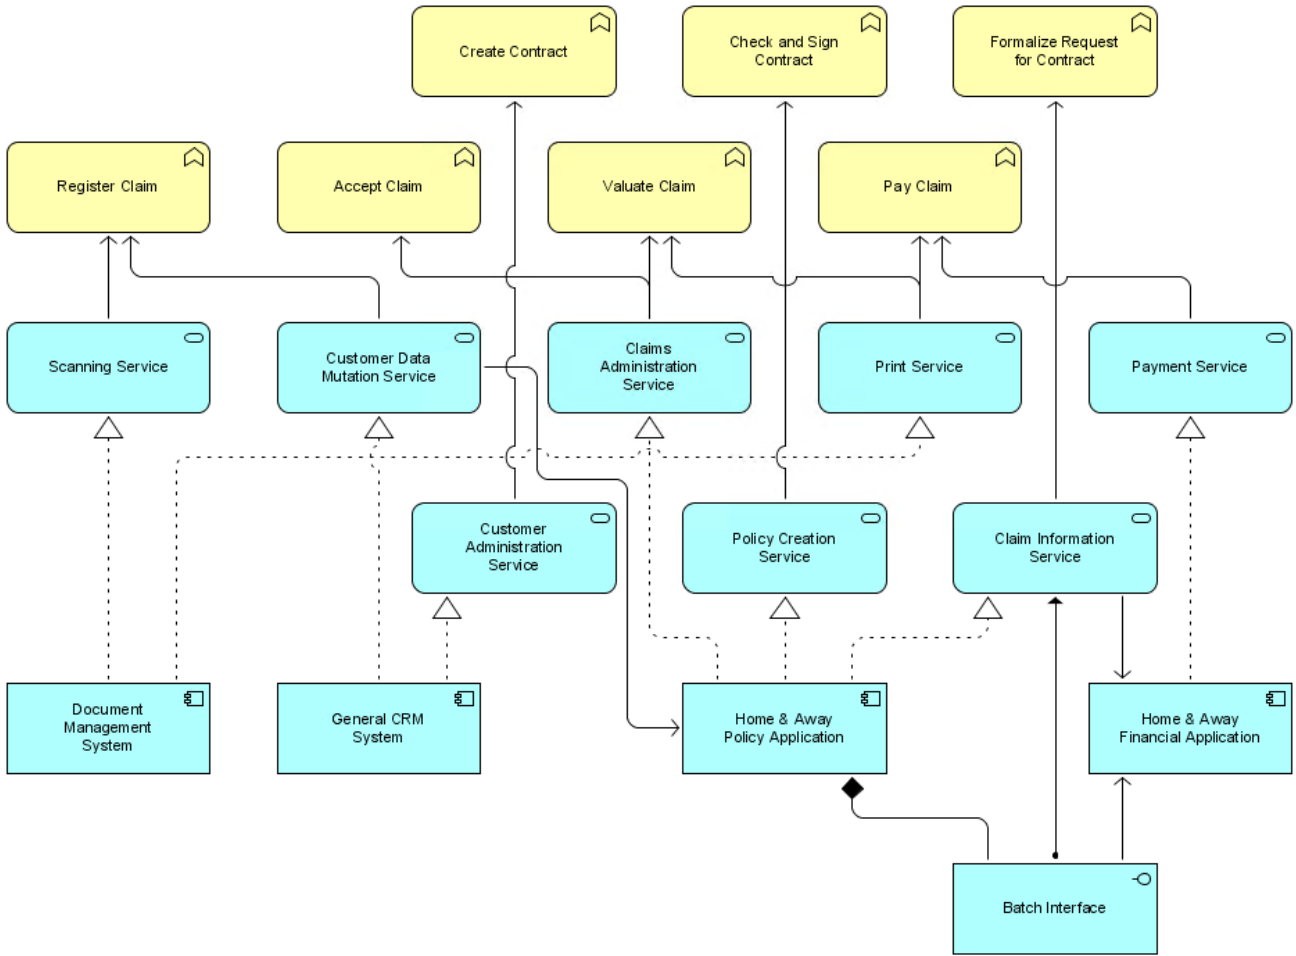 Create Contract
Check and Sign
Contract
Formalize Request
for Contract
Register Claim
Accept Claim
Valuate Claim
Pay Claim
Scanning Service
Customer Data
Mutation Service
Claims
Administration
Service
Print Service
Payment Service
Customer
Administration
Service
Policy Creation
Service
Claim Information
Service
Document
Management
System
General CRM
System
Home & Away
Policy Application
Home & Away
Financial Application
Batch Interface